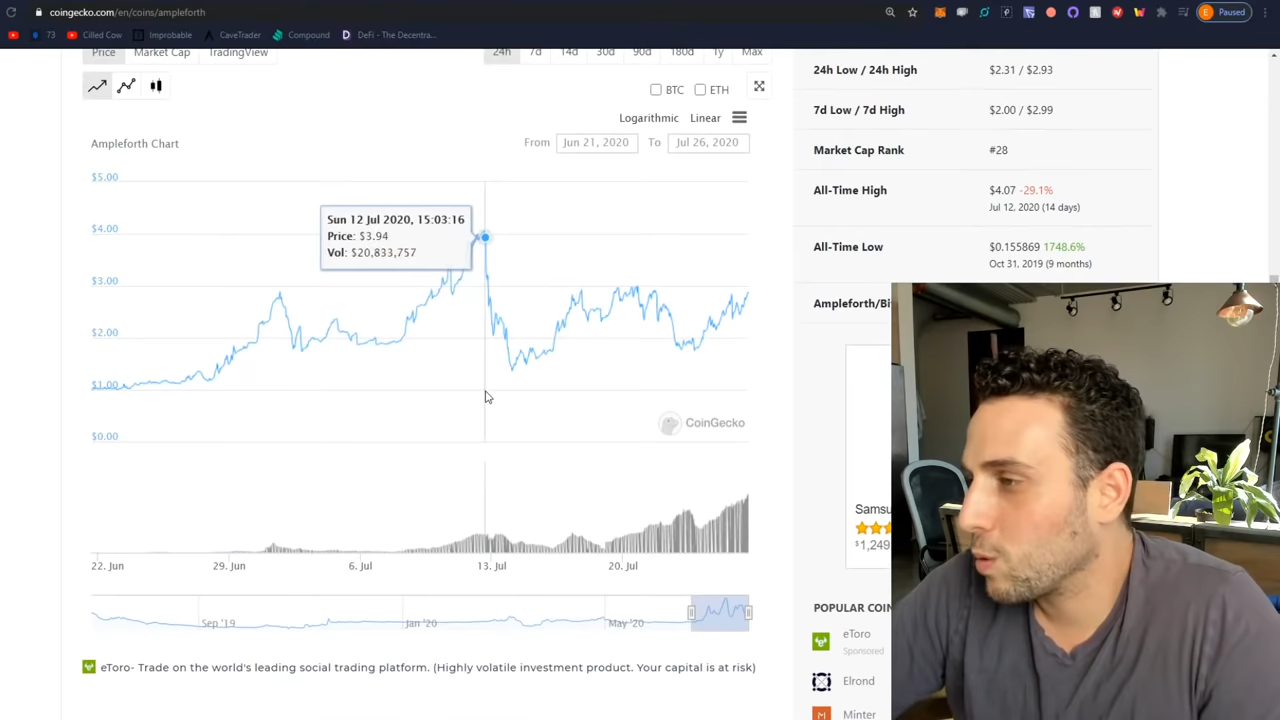 coingecko.com/en/coins/ampleforth
Paused
73
Cilled Cow
Improbable
CaveTrader
Compound
DeFi - The Decentra...
Price
Market Cap
TradingView
24h
7d
14d
30d
90d
180d
1y
Max
BTC
ETH
Logarithmic
Linear
Ampleforth Chart
From
Jun 21, 2020
To
Jul 26, 2020
$5.00
$4.00
$3.00
$2.00
$1.00
$0.00
Sun 12 Jul 2020, 15:03:16
Price: $3.94
Vol: $20,833,757
CoinGecko
22. Jun
29. Jun
6. Jul
13. Jul
20. Jul
Sep '19
Jan '20
May '20
eToro- Trade on the world's leading social trading platform. (Highly volatile investment product. Your capital is at risk)
24h Low / 24h High
$2.31 / $2.93
7d Low / 7d High
$2.00 / $2.99
Market Cap Rank
#28
All-Time High
$4.07 -29.1%
Jul 12, 2020 (14 days)
All-Time Low
$0.155869 1748.6%
Oct 31, 2019 (9 months)
Ampleforth/Bi
Samsu
$1,249
POPULAR COIN
eToro
Sponsored
Elrond
Minter